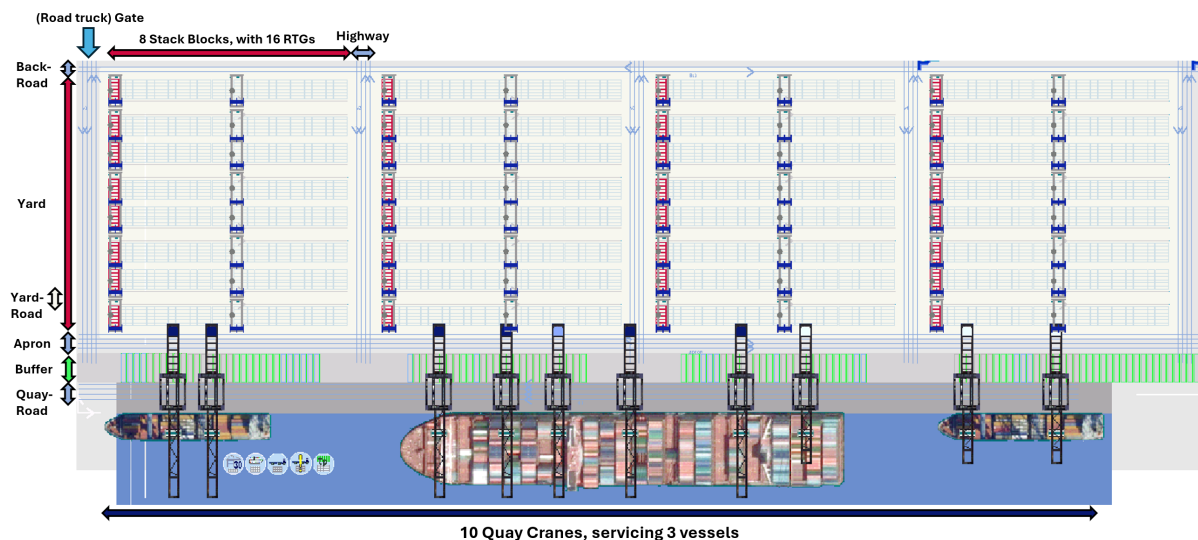 (Road truck) Gate
8 Stack Blocks, with 16 RTGs
Highway
Back-
Road
Yard
Yard-
Road
Apron
Buffer
Quay-
Road
10 Quay Cranes, servicing 3 vessels